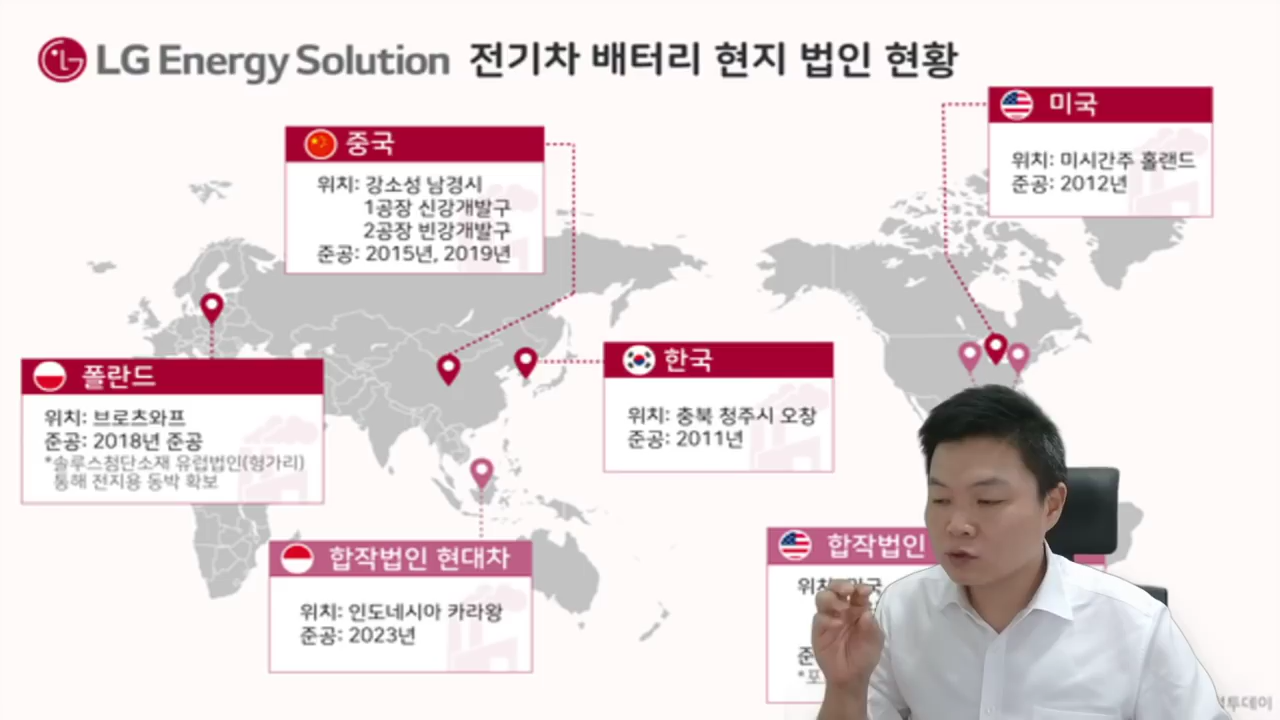 LG Energy Solution 전기차 배터리 현지 법인 현황
중국
위치: 강소성 남경시
1공장 신강개발구
2공장 빈강개발구
준공: 2015년, 2019년
미국
위치: 미시간주 홀랜드
준공: 2012년
폴란드
위치: 브로츠와프
준공: 2018년 준공
*솔루스첨단소재 유럽법인(헝가리)
통해 전지용 동박 확보
한국
위치: 충북 청주시 오창
준공: 2011년
합작법인 현대차
위치: 인도네시아 카라왕
준공: 2023년
합작법인